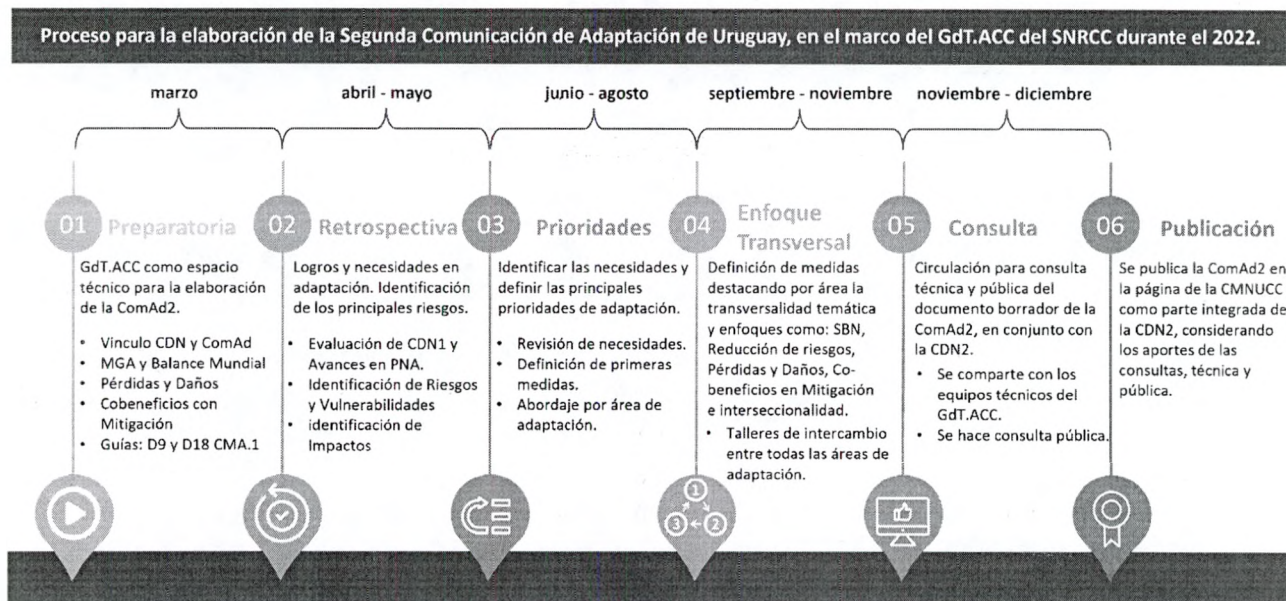 Proceso para la elaboración de la Segunda Comunicación de Adaptación de Uruguay, en el marco del GdT.ACC del SNRCC durante el 2022.
marzo
abril - mayo
junio - agosto
septiembre - noviembre
noviembre - diciembre
01
Preparatoria
GdT.ACC como espacio
técnico para la elaboración
de la ComAd2.
• Vinculo CDN y ComAd
• MGA y Balance Mundial
• Pérdidas y Daños
• Cobeneficios con
Mitigación
• Guías: D9 y D18 CMA.1
02
Retrospectiva
Logros y necesidades en
adaptación. Identificación
de los principales riesgos.
• Evaluación de CDN1 y
Avances en PNA.
• Identificación de Riesgos
y Vulnerabilidades
• identificación de
Impactos
03
Prioridades
Identificar las necesidades y
definir las principales
prioridades de adaptación.
• Revisión de necesidades.
• Definición de primeras
medidas.
• Abordaje por área de
adaptación.
04
Enfoque
Transversal
Definición de medidas
destacando por área la
transversalidad temática
y enfoques como: SBN,
Reducción de riesgos,
Pérdidas y Daños, Co-
beneficios en Mitigación
e interseccionalidad.
• Talleres de intercambio
entre todas las áreas de
adaptación.
05
Consulta
Circulación para consulta
técnica y pública del
documento borrador de la
ComAd2, en conjunto con
la CDN2.
• Se comparte con los
equipos técnicos del
GdT.ACC.
• Se hace consulta pública.
06
Publicación
Se publica la ComAd2 en
la página de la CMNUCC
como parte integrada de
la CDN2, considerando
los aportes de las
consultas, técnica y
pública.
1
3
2